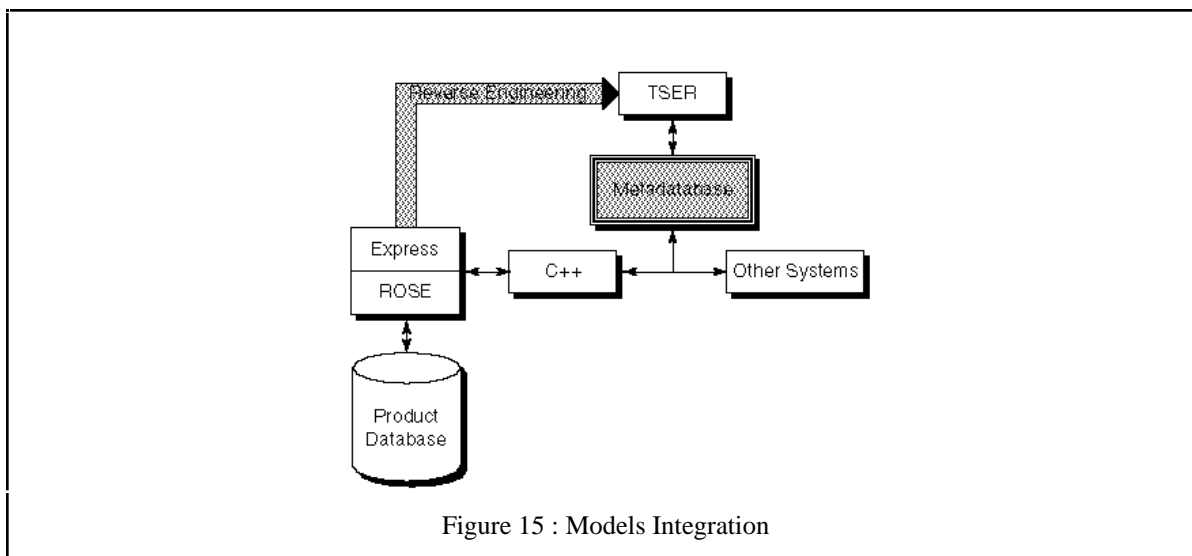 Reverse Engineering
TSER
Metadatabase
Express
ROSE
C++
Other Systems
Product
Database
Figure 15 : Models Integration